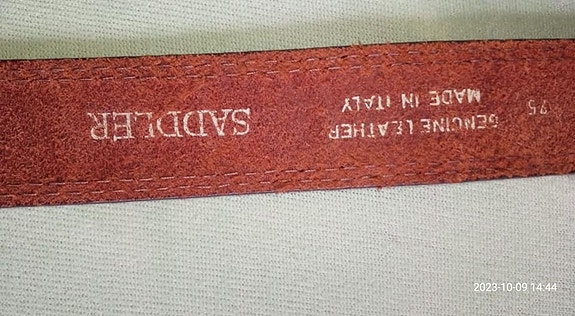 SADDLER
GENUINE LEATHER
MADE IN ITALY
2023-10-09 14:44